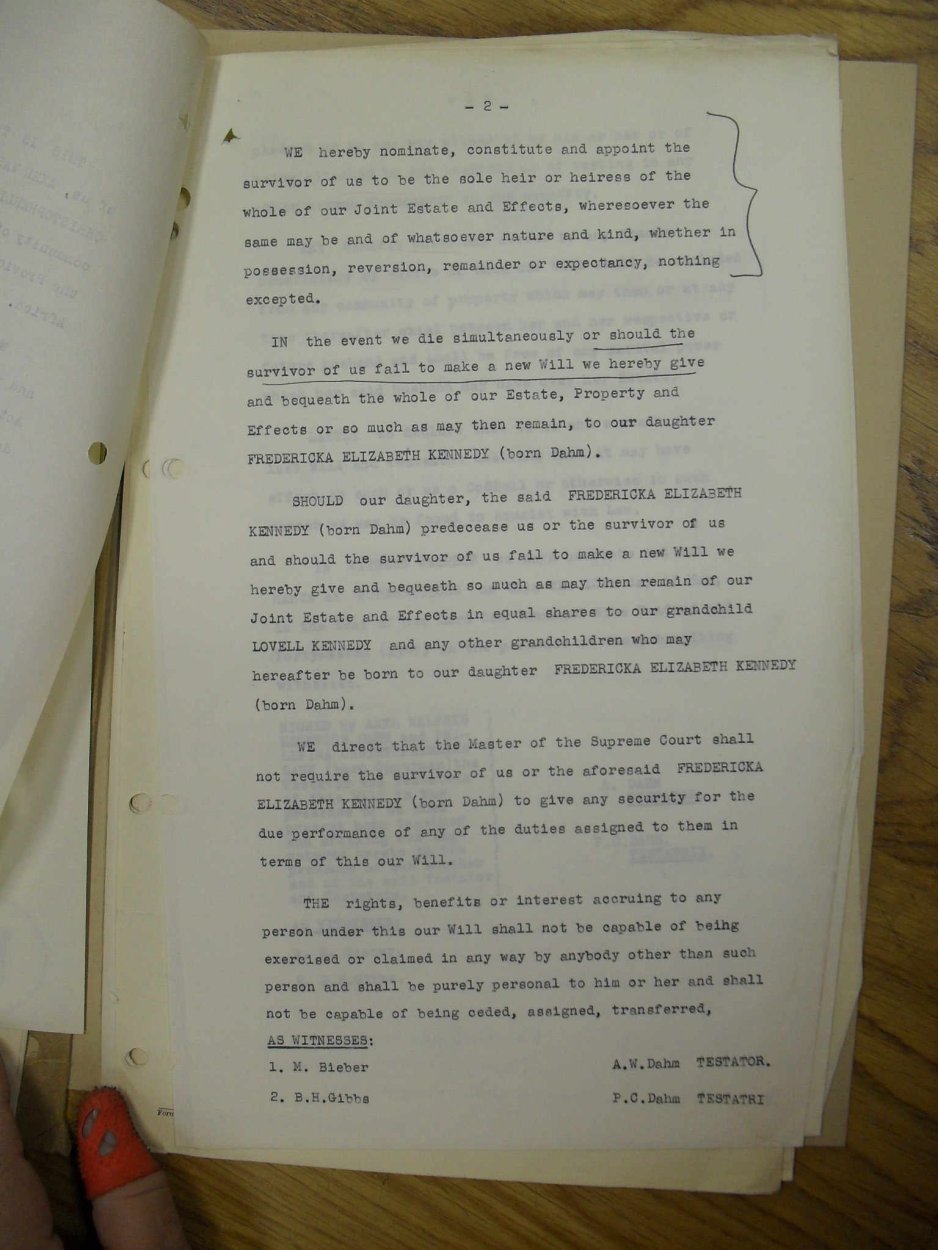 - 2 -
WE hereby nominate, constitute and appoint the
survivor of us to be the sole heir or heiress of the
whole of our Joint Estate and Effects, wheresoever the
same may be and of whatsoever nature and kind, whether in
possession, reversion, remainder or expectancy, nothing
excepted.
IN the event we die simultaneously or should the
survivor of us fail to make a new Will we hereby give
and bequeath the whole of our Estate, Property and
Effects or so much as may then remain, to our daughter
FREDERICKA ELIZABETH KENNEDY (born Dahm).
SHOULD our daughter, the said FREDERICKA ELIZABETH
KENNEDY (born Dahm) predecease us or the survivor of us
and should the survivor of us fail to make a new Will we
hereby give and bequeath so much as may then remain of our
Joint Estate and Effects in equal shares to our grandchild
LOVELL KENNEDY and any other grandchildren who may
hereafter be born to our daughter FREDERICKA ELIZABETH KENNEDY
(born Dahm).
WE direct that the Master of the Supreme Court shall
not require the survivor of us or the aforesaid FREDERICKA
ELIZABETH KENNEDY (born Dahm) to give any security for the
due performance of any of the duties assigned to them in
terms of this our Will.
THE rights, benefits or interest accruing to any
person under this our Will shall not be capable of beihg
exercised or claimed in any way by anybody other than such
person and shall be purely personal to him or her and shall
not be capable of being ceded, assigned, transferred,
AS WITNESSES:
1. M. Bieber A.W.Dahm TESTATOR.
2. B.H.Gibbs P.C.Dahm TESTATRI